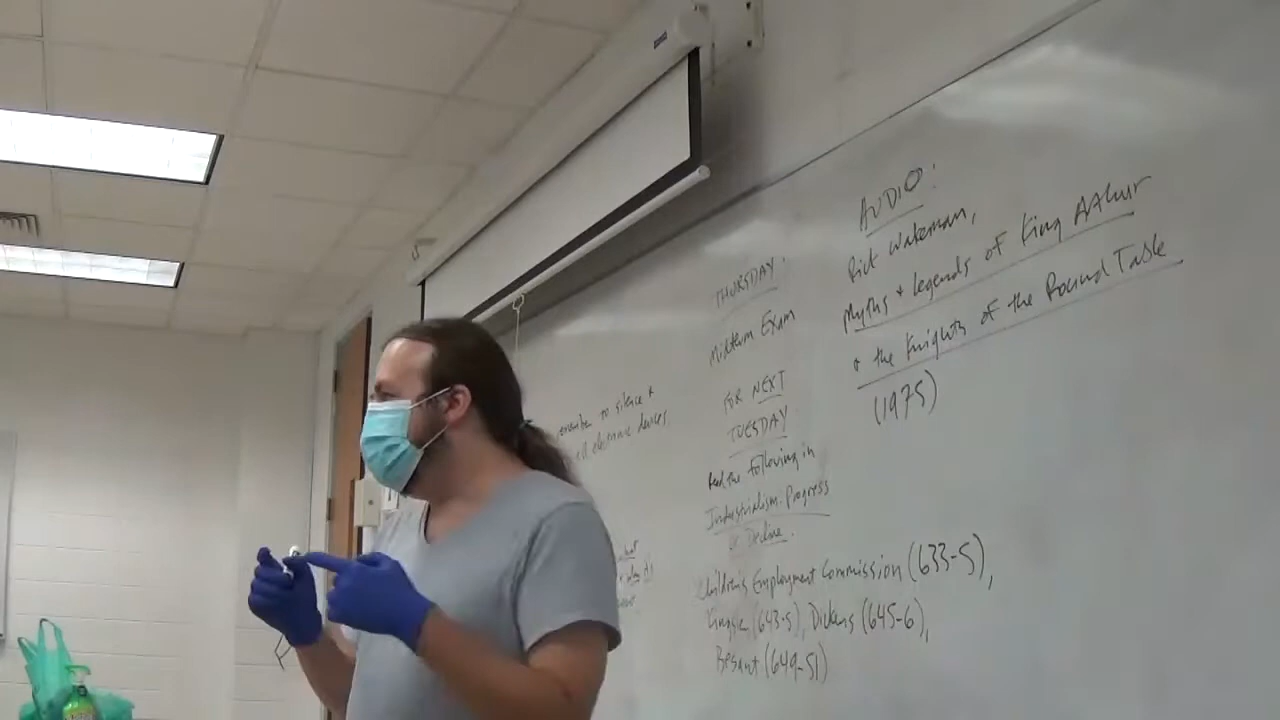 remember to silence +
all electronic devices
THURSDAY:
Midterm Exam
FOR NEXT
TUESDAY
Read the following in
Industrialism: Progress
or Decline.
Children's Employment Commission (633-5),
(643-5), Dickens (645-6),
Besant (649-51)
AUDIO:
Rick Wakeman,
Myths + Legends of King Arthur
+ the Knights of the Round Table
(1975)